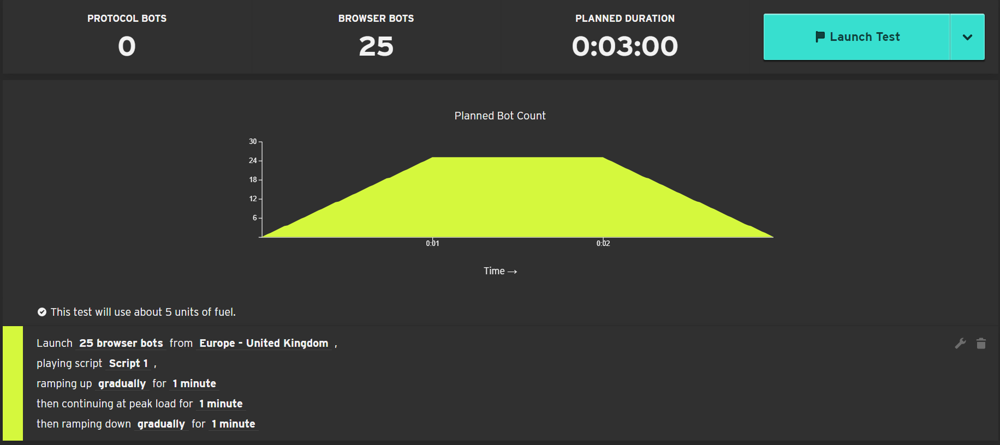 PROTOCOL BOTS
0
BROWSER BOTS
25
PLANNED DURATION
0:03:00
Launch Test
Planned Bot Count
30
24
18
12
6
0:01
0:02
Time →
This test will use about 5 units of fuel.
Launch 25 browser bots from Europe - United Kingdom ,
playing script Script 1 ,
ramping up gradually for 1 minute
then continuing at peak load for 1 minute
then ramping down gradually for 1 minute